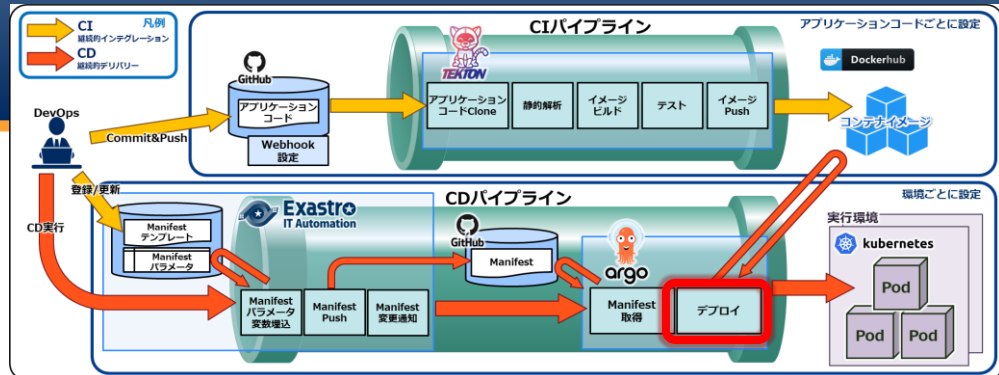 CI
継続的インテグレーション
凡例
CD
継続的デリバリー
CIパイプライン
アプリケーションコードごとに設定
GitHub
TEKTON
Dockerhub
アプリケーション
コード
アプリケーション
コードClone
静的解析
イメージ
ビルド
テスト
イメージ
Push
コンテナイメージ
DevOps
Commit&Push
Webhook
設定
登録/更新
CD実行
CDパイプライン
環境ごとに設定
Manifest
テンプレート
Manifest
パラメータ
Exastro
IT Automation
GitHub
Manifest
argo
実行環境
kubernetes
Manifest
パラメータ
変数埋込
Manifest
Push
Manifest
変更通知
Manifest
取得
デプロイ
Pod
Pod
Pod